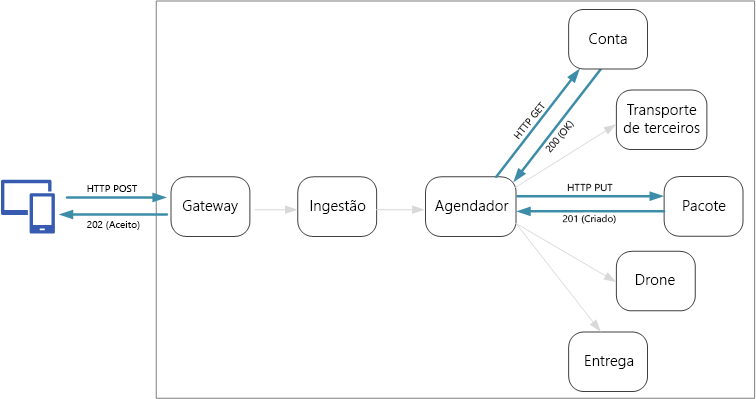 Conta
HTTP GET
200 (OK)
Transporte
de terceiros
HTTP POST
202 (Aceito)
Gateway
Ingestão
Agendador
HTTP PUT
201 (Criado)
Pacote
Drone
Entrega